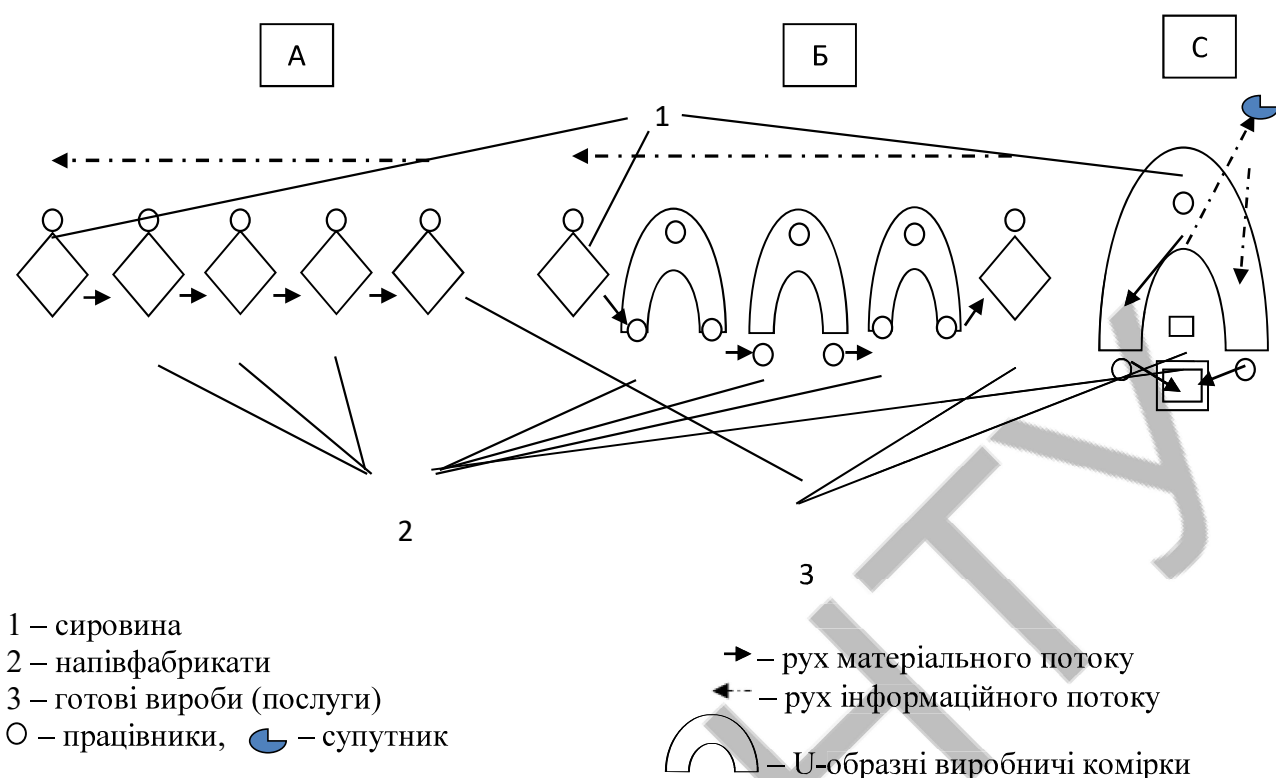 А
Б
С
1
2
3
1 – сировина
2 – напівфабрикати
3 – готові вироби (послуги)
– працівники, – супутник
– рух матеріального потоку
– рух інформаційного потоку
– U-образні виробничі комірки
НТУ